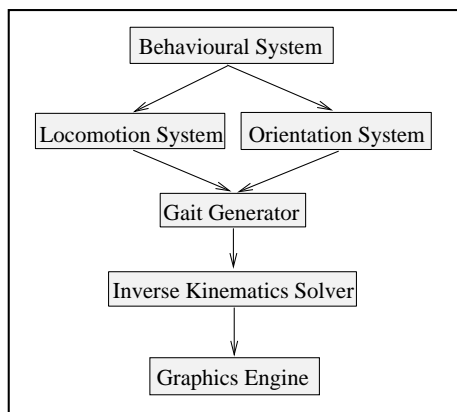 Behavioural System
Locomotion System
Orientation System
Gait Generator
Inverse Kinematics Solver
Graphics Engine